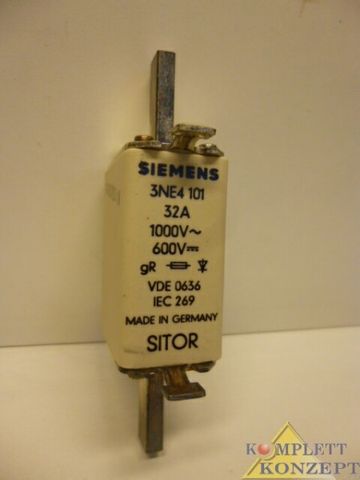 SIEMENS
3NE4 101
32A
1000V~
600V⎓
gR
VDE 0636
IEC 269
MADE IN GERMANY
SITOR
KOMPLETT
KONZEPT